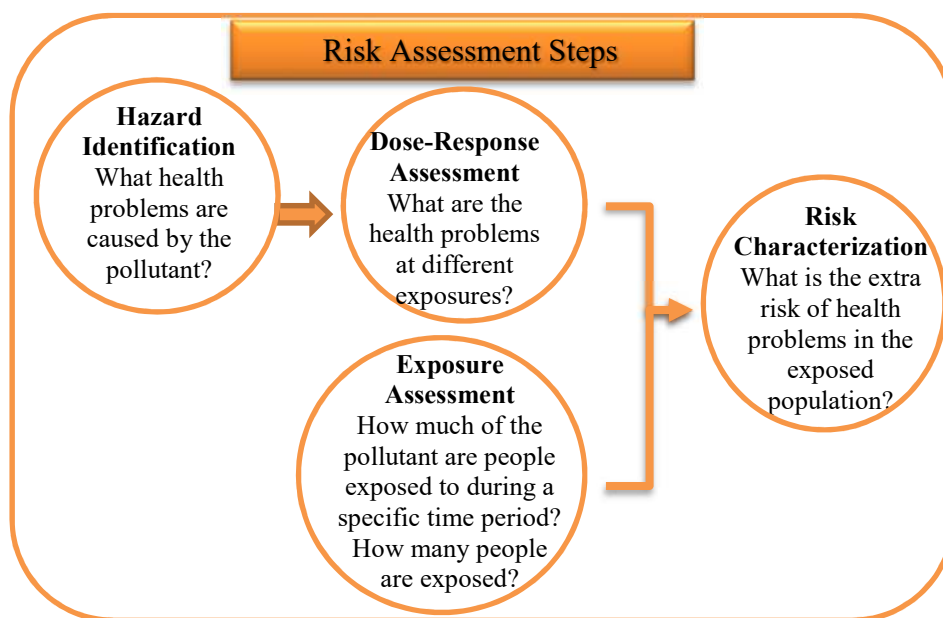 Risk Assessment Steps
Hazard
Identification
What health
problems are
caused by the
pollutant?
Dose-Response
Assessment
What are the
health problems
at different
exposures?
Exposure
Assessment
How much of the
pollutant are people
exposed to during a
specific time period?
How many people
are exposed?
Risk
Characterization
What is the extra
risk of health
problems in the
exposed
population?